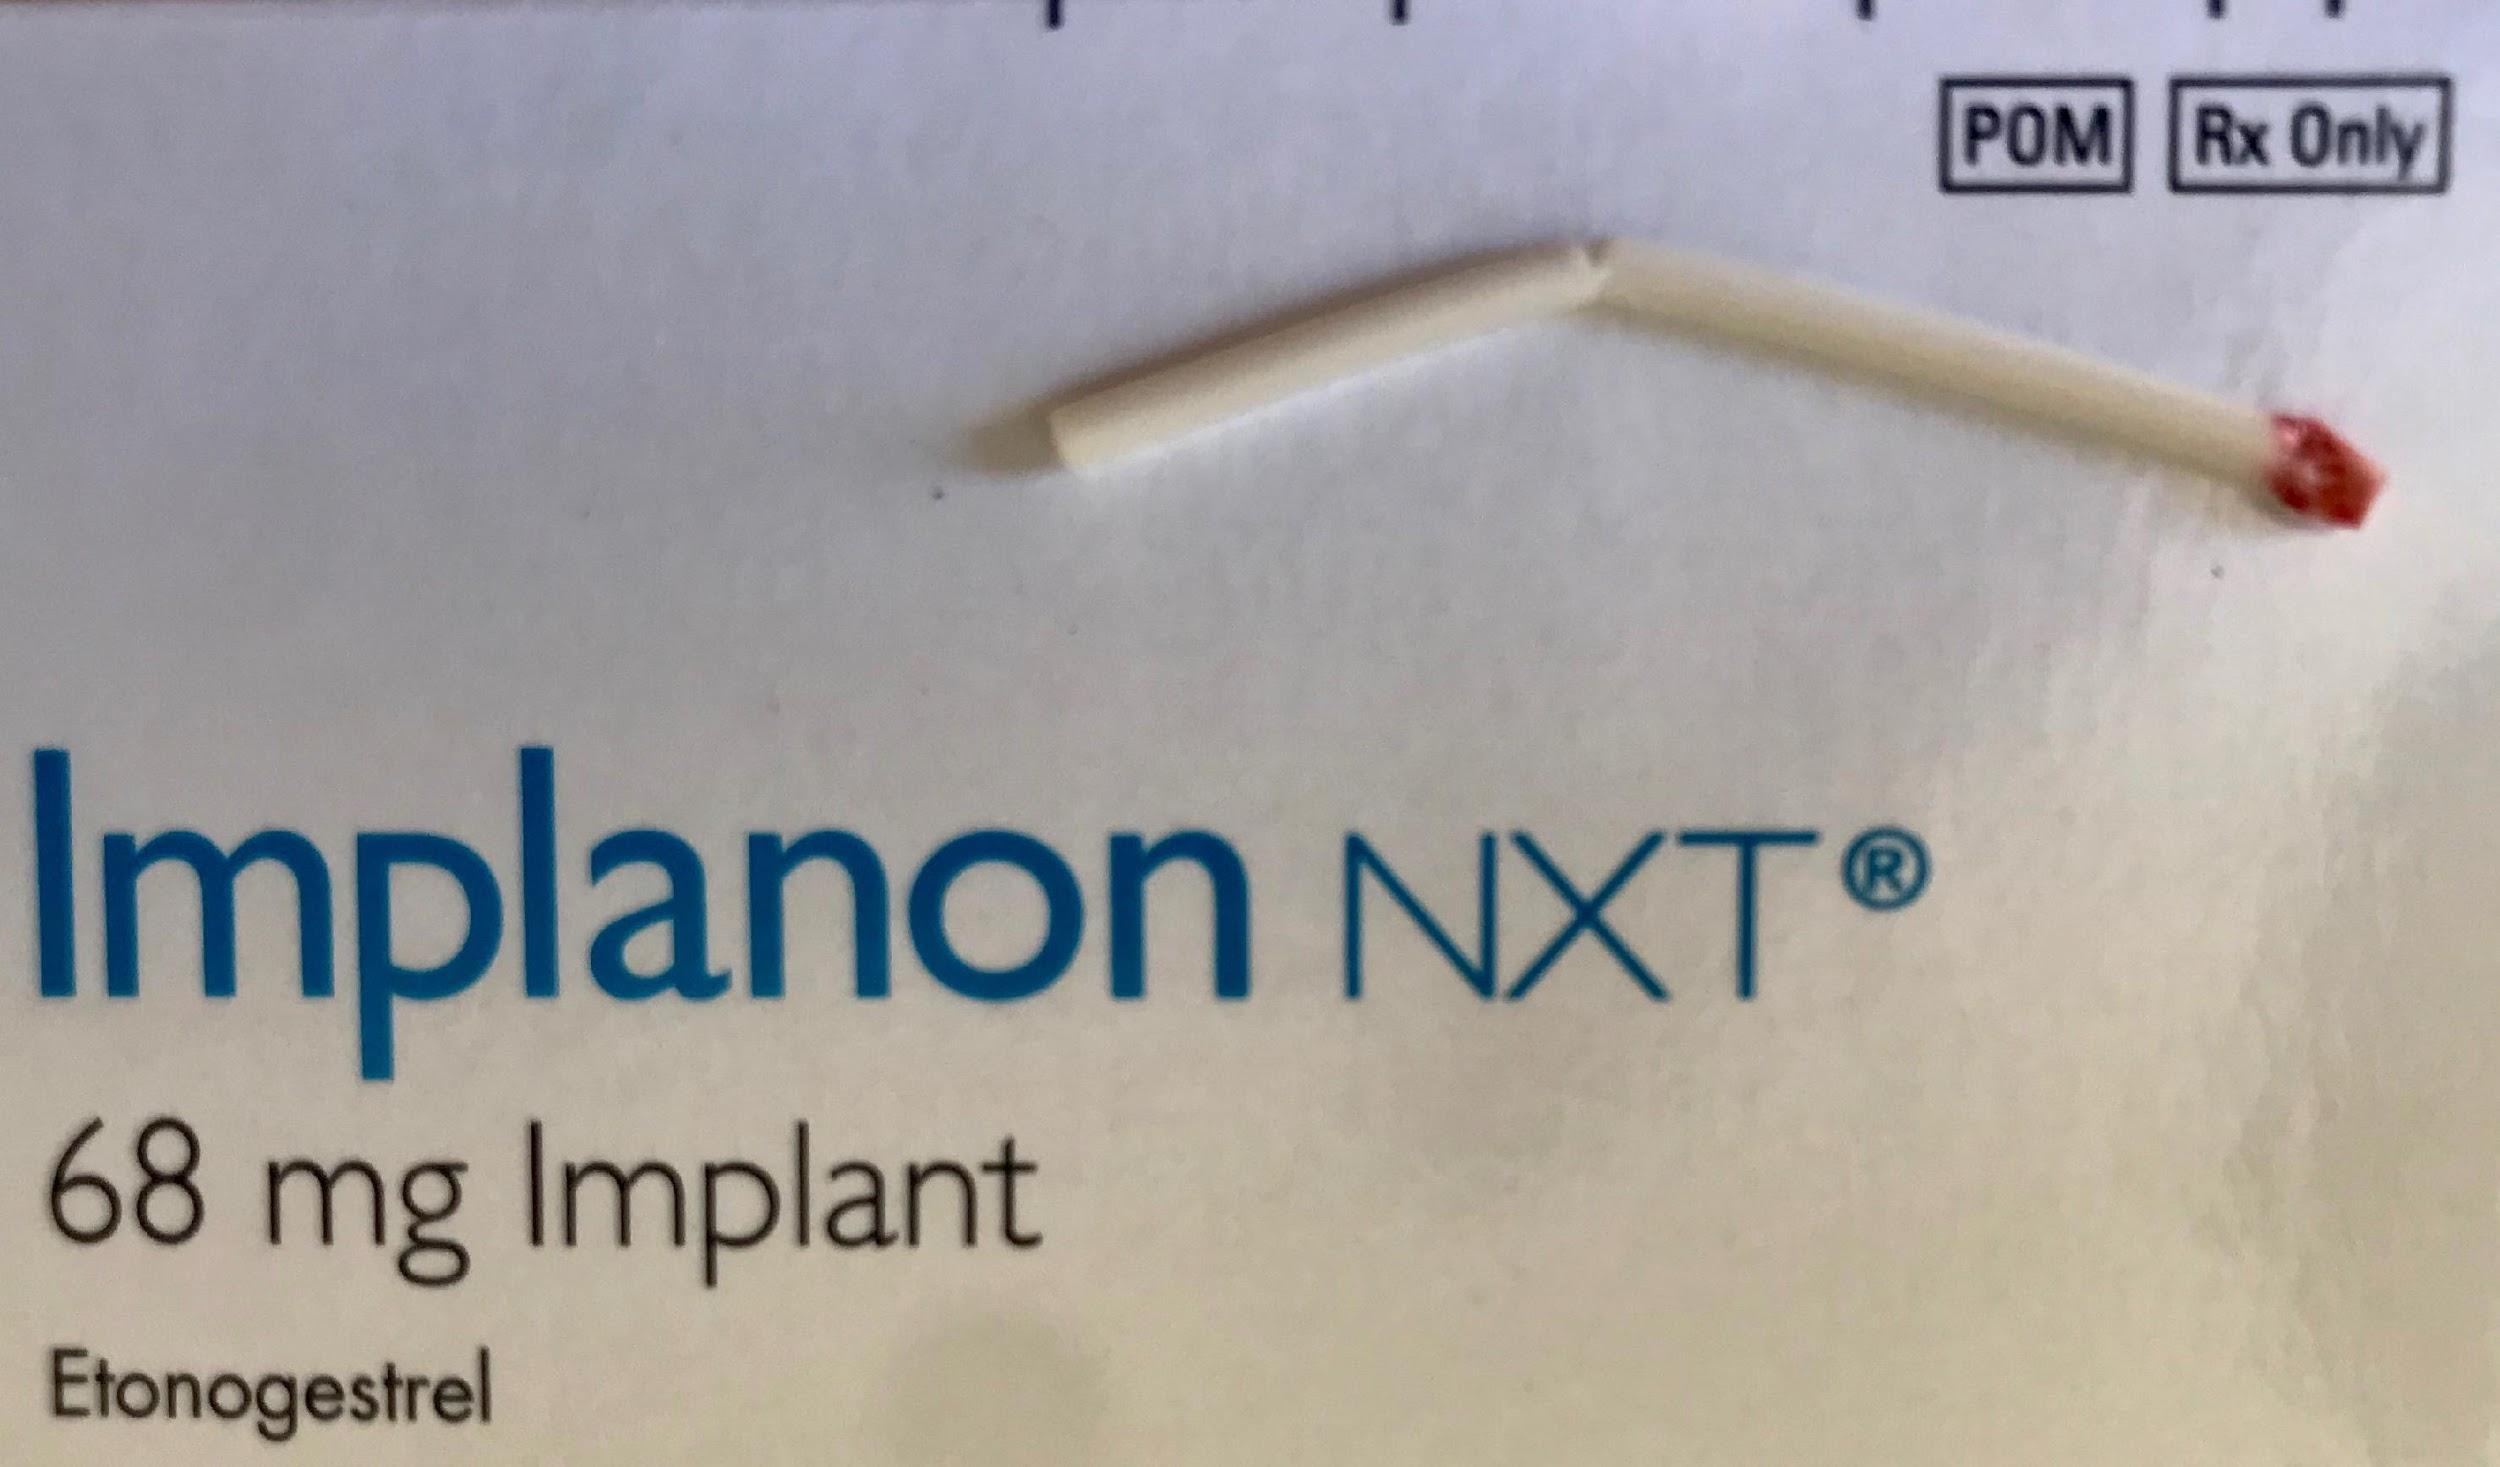 POM Rx Only
Implanon NXT®
68 mg Implant
Etonogestrel